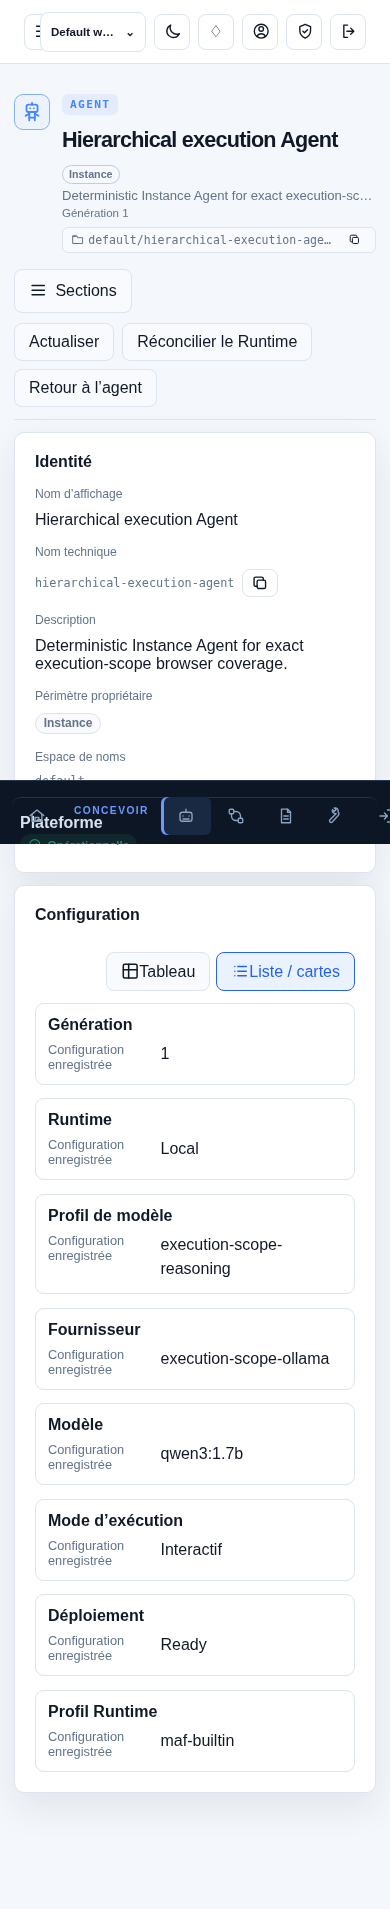 Default w…
AGENT
Hierarchical execution Agent
Instance
Deterministic Instance Agent for exact execution-sc…
Génération 1
default/hierarchical-execution-age…
Sections
Actualiser
Réconcilier le Runtime
Retour à l’agent
Identité
Nom d’affichage
Hierarchical execution Agent
Nom technique
hierarchical-execution-agent
Description
Deterministic Instance Agent for exact
execution-scope browser coverage.
Périmètre propriétaire
Instance
Espace de noms
default
CONCEVOIR
Plateforme
Opérationnelle
Configuration
Tableau
Liste / cartes
Génération
Configuration
enregistrée
1
Runtime
Configuration
enregistrée
Local
Profil de modèle
Configuration
enregistrée
execution-scope-
reasoning
Fournisseur
Configuration
enregistrée
execution-scope-ollama
Modèle
Configuration
enregistrée
qwen3:1.7b
Mode d’exécution
Configuration
enregistrée
Interactif
Déploiement
Configuration
enregistrée
Ready
Profil Runtime
Configuration
enregistrée
maf-builtin